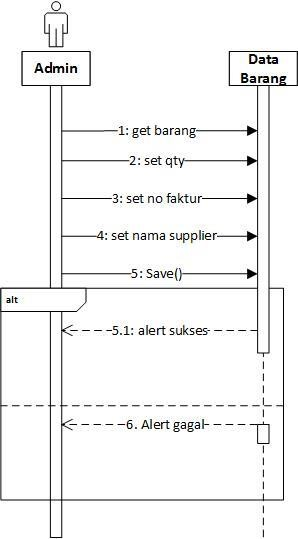 Admin
Data
Barang
1: get barang
2: set qty
3: set no faktur
4: set nama supplier
5: Save()
alt
5.1: alert sukses
6. Alert gagal